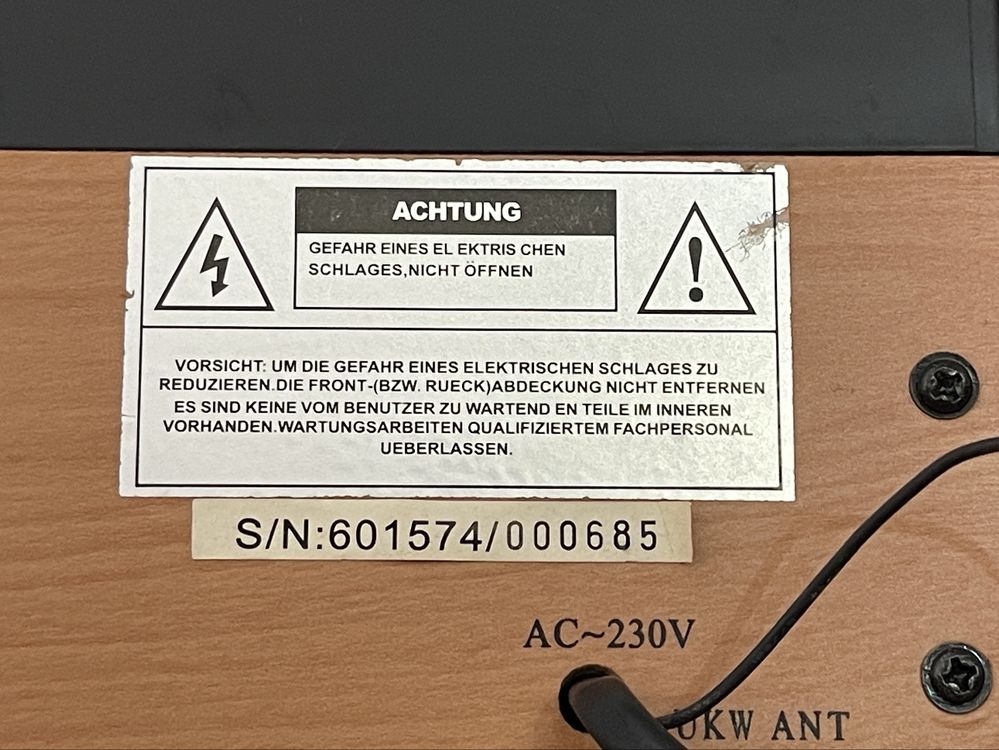 ACHTUNG
GEFAHR EINES EL EKTRIS CHEN
SCHLAGES,NICHT ÖFFNEN
VORSICHT: UM DIE GEFAHR EINES ELEKTRISCHEN SCHLAGES ZU
REDUZIEREN.DIE FRONT-(BZW. RUECK)ABDECKUNG NICHT ENTFERNEN
ES SIND KEINE VOM BENUTZER ZU WARTEND EN TEILE IM INNEREN
VORHANDEN.WARTUNGSARBEITEN QUALIFIZIERTEM FACHPERSONAL
UEBERLASSEN.
S/N:601574/000685
AC~230V
UKW ANT